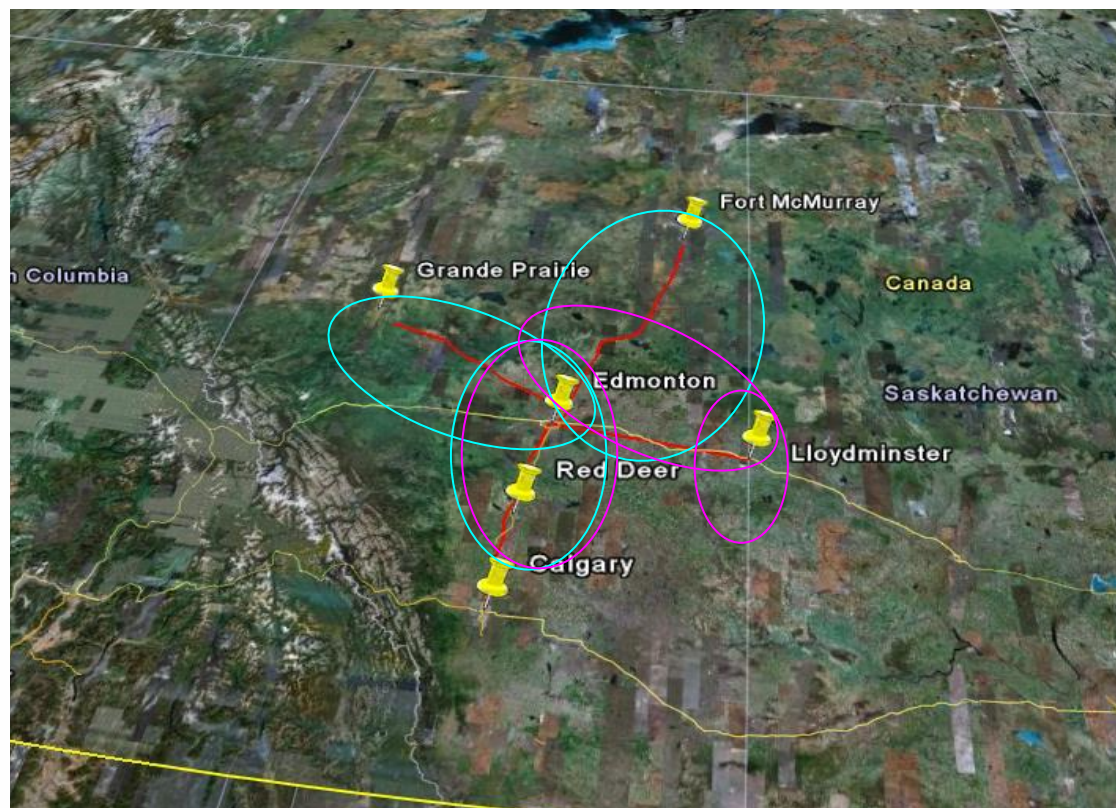 Fort McMurray
Grande Prairie
n Columbia
Canada
Edmonton
Saskatchewan
Lloydminster
Red Deer
Calgary